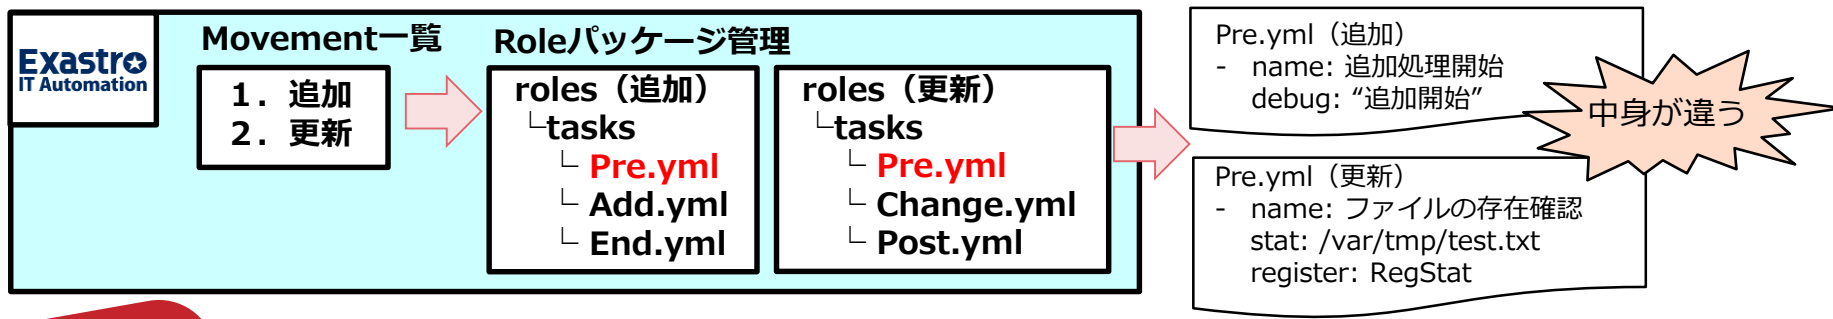 Exastro
IT Automation
Movement一覧
1. 追加
2. 更新
Roleパッケージ管理
roles（追加）
└tasks
└ Pre.yml
└ Add.yml
└ End.yml
roles（更新）
└tasks
└ Pre.yml
└ Change.yml
└ Post.yml
Pre.yml（追加）
- name: 追加処理開始
debug: “追加開始”
中身が違う
Pre.yml（更新）
- name: ファイルの存在確認
stat: /var/tmp/test.txt
register: RegStat